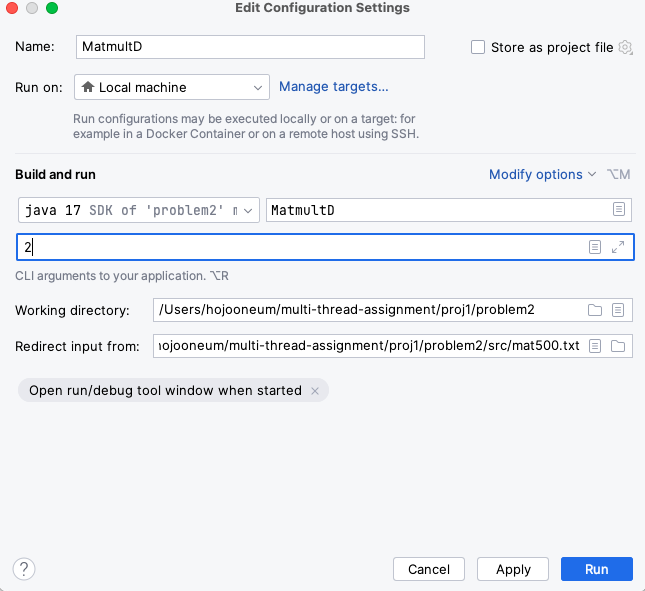 Edit Configuration Settings
Name: MatmultD Store as project file
Run on: Local machine Manage targets...
Run configurations may be executed locally or on a target: for
example in a Docker Container or on a remote host using SSH.
Build and run Modify options ⌥M
java 17 SDK of 'problem2' MatmultD
2
CLI arguments to your application. ⌥R
Working directory: /Users/hojooneum/multi-thread-assignment/proj1/problem2
Redirect input from: hojooneum/multi-thread-assignment/proj1/problem2/src/mat500.txt
Open run/debug tool window when started ×
? Cancel Apply Run